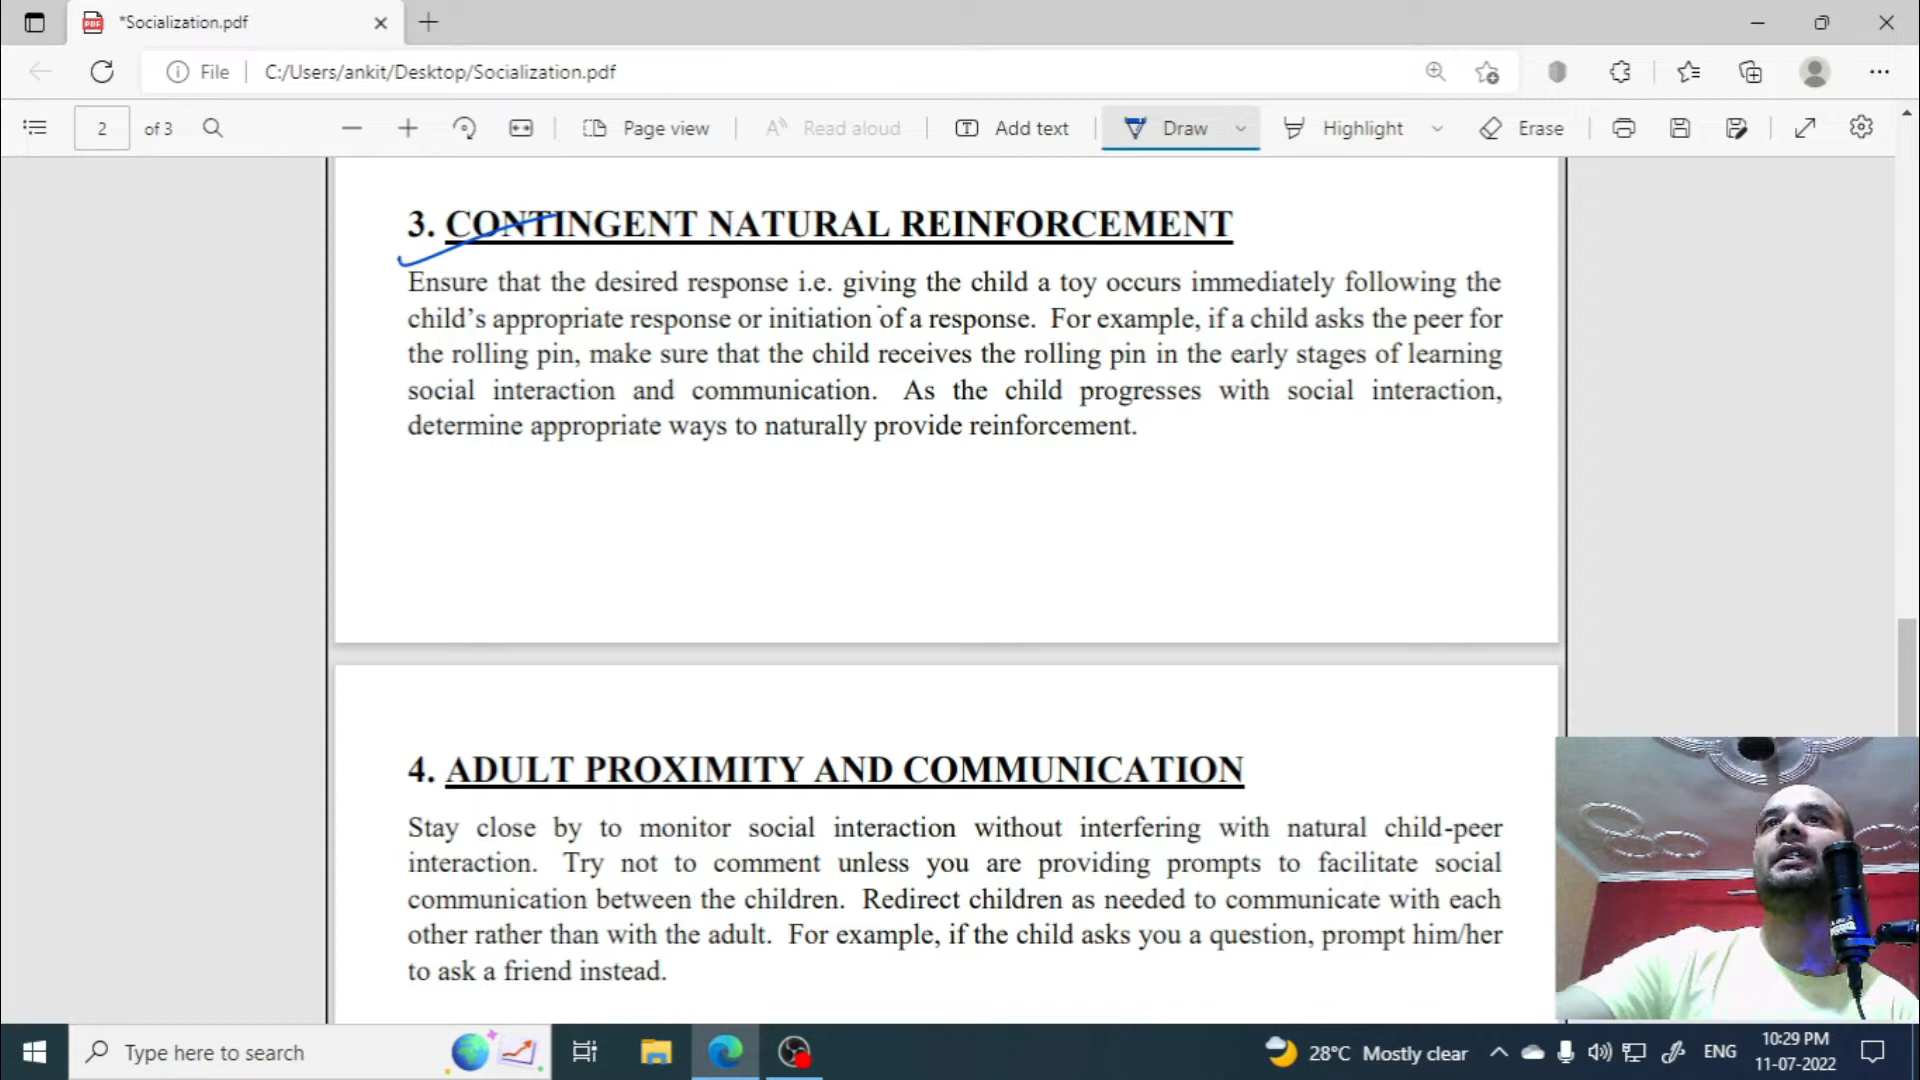 *Socialization.pdf
File
C:/Users/ankit/Desktop/Socialization.pdf
2 of 3
Page view
Read aloud
Add text
Draw
Highlight
Erase
3. CONTINGENT NATURAL REINFORCEMENT
Ensure that the desired response i.e. giving the child a toy occurs immediately following the
child's appropriate response or initiation of a response. For example, if a child asks the peer for
the rolling pin, make sure that the child receives the rolling pin in the early stages of learning
social interaction and communication. As the child progresses with social interaction,
determine appropriate ways to naturally provide reinforcement.
4. ADULT PROXIMITY AND COMMUNICATION
Stay close by to monitor social interaction without interfering with natural child-peer
interaction. Try not to comment unless you are providing prompts to facilitate social
communication between the children. Redirect children as needed to communicate with each
other rather than with the adult. For example, if the child asks you a question, prompt him/her
to ask a friend instead.
Type here to search
28°C Mostly clear
ENG
10:29 PM
11-07-2022